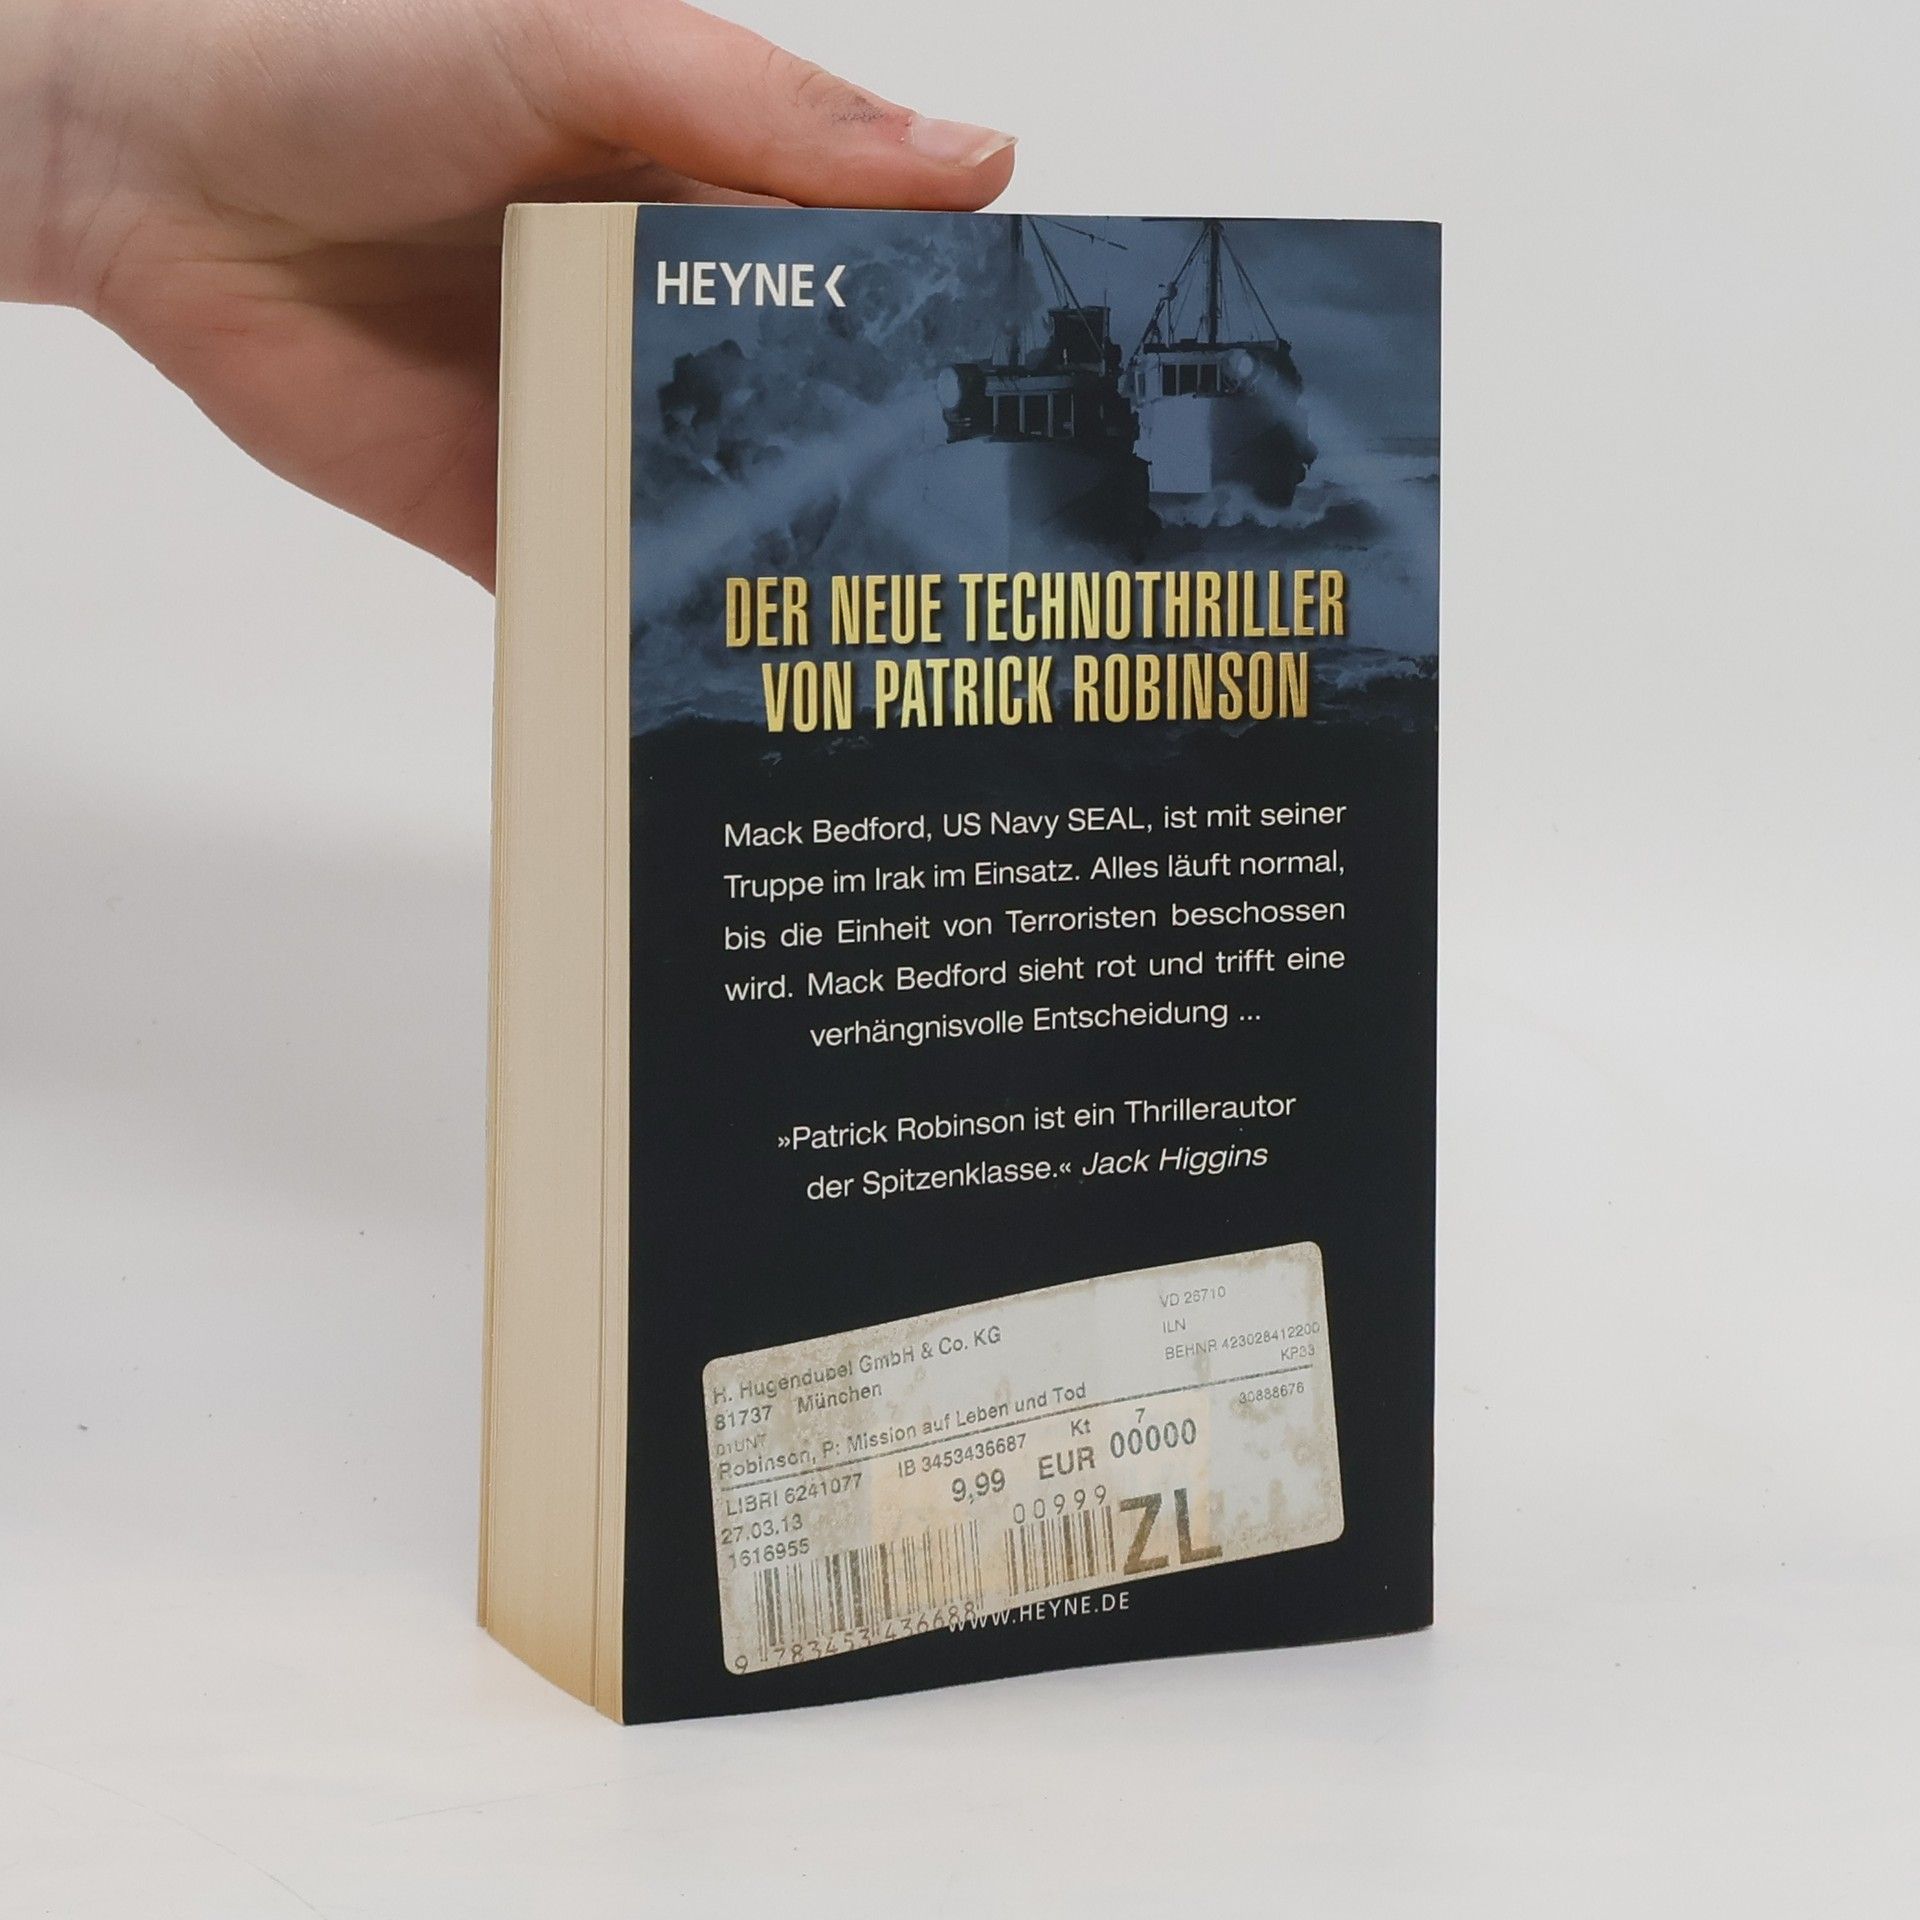 HEYNE
DER NEUE TECHNOTHRILLER
VON PATRICK ROBINSON
Mack Bedford, US Navy SEAL, ist mit seiner
Truppe im Irak im Einsatz. Alles läuft normal,
bis die Einheit von Terroristen beschossen
wird. Mack Bedford sieht rot und trifft eine
verhängnisvolle Entscheidung ...
»Patrick Robinson ist ein Thrillerautor
der Spitzenklasse.« Jack Higgins
H. Hugendubel GmbH & Co. KG
81737 München
VD 26710
ILN
BEHNR 423028412200
KP33
01UN7
Robinson, P: Mission auf Leben und Tod
30888676
LIBRI 6241077
IB 3453436687
Kt
7
27.03.13
9,99 EUR 00000
1616955
00999
ZL
9 783453 436688
WWW.HEYNE.DE